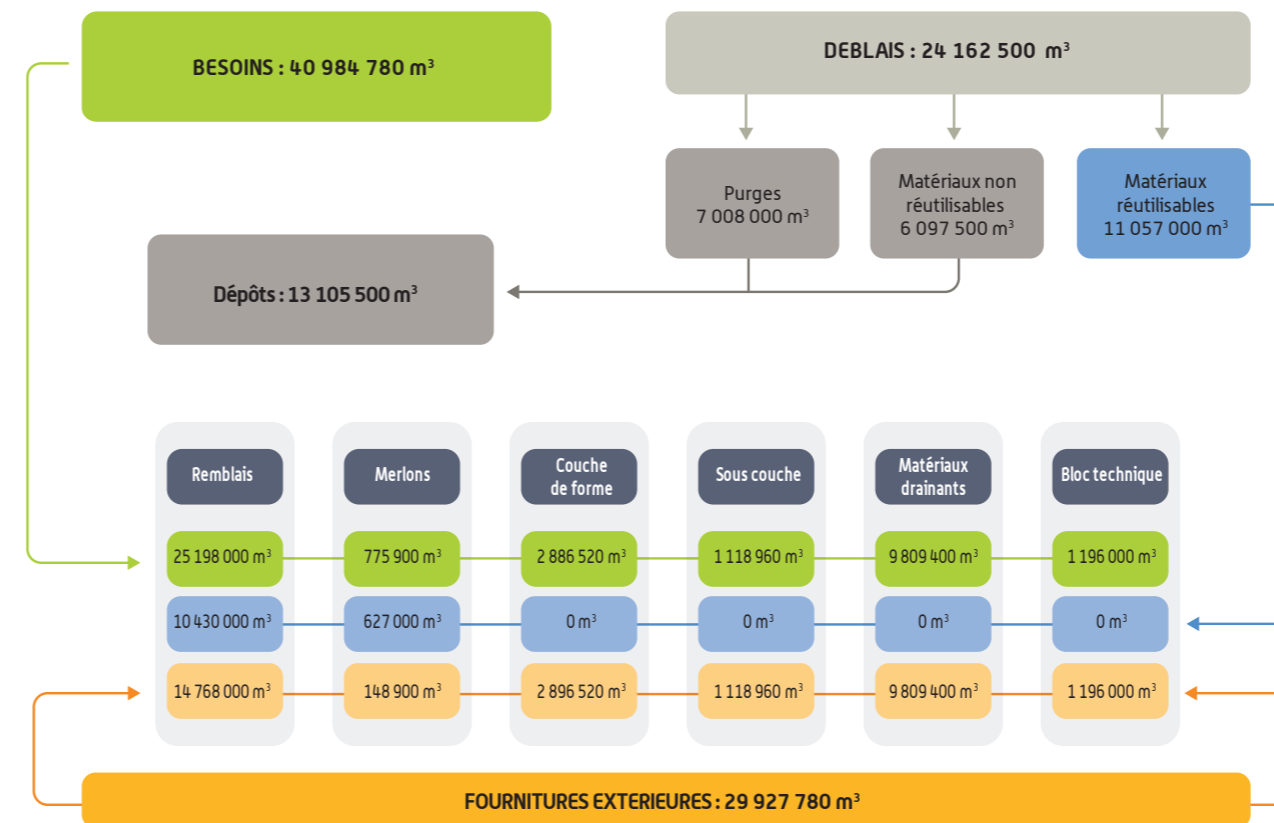 BESOINS : 40 984 780 m³
DEBLAIS : 24 162 500 m³
Purges
7 008 000 m³
Matériaux non
réutilisables
6 097 500 m³
Matériaux
réutilisables
11 057 000 m³
Dépôts : 13 105 500 m³
Remblais
Merlons
Couche
de forme
Sous couche
Matériaux
drainants
Bloc technique
25 198 000 m³
775 900 m³
2 886 520 m³
1 118 960 m³
9 809 400 m³
1 196 000 m³
10 430 000 m³
627 000 m³
0 m³
0 m³
0 m³
0 m³
14 768 000 m³
148 900 m³
2 896 520 m³
1 118 960 m³
9 809 400 m³
1 196 000 m³
FOURNITURES EXTERIEURES : 29 927 780 m³